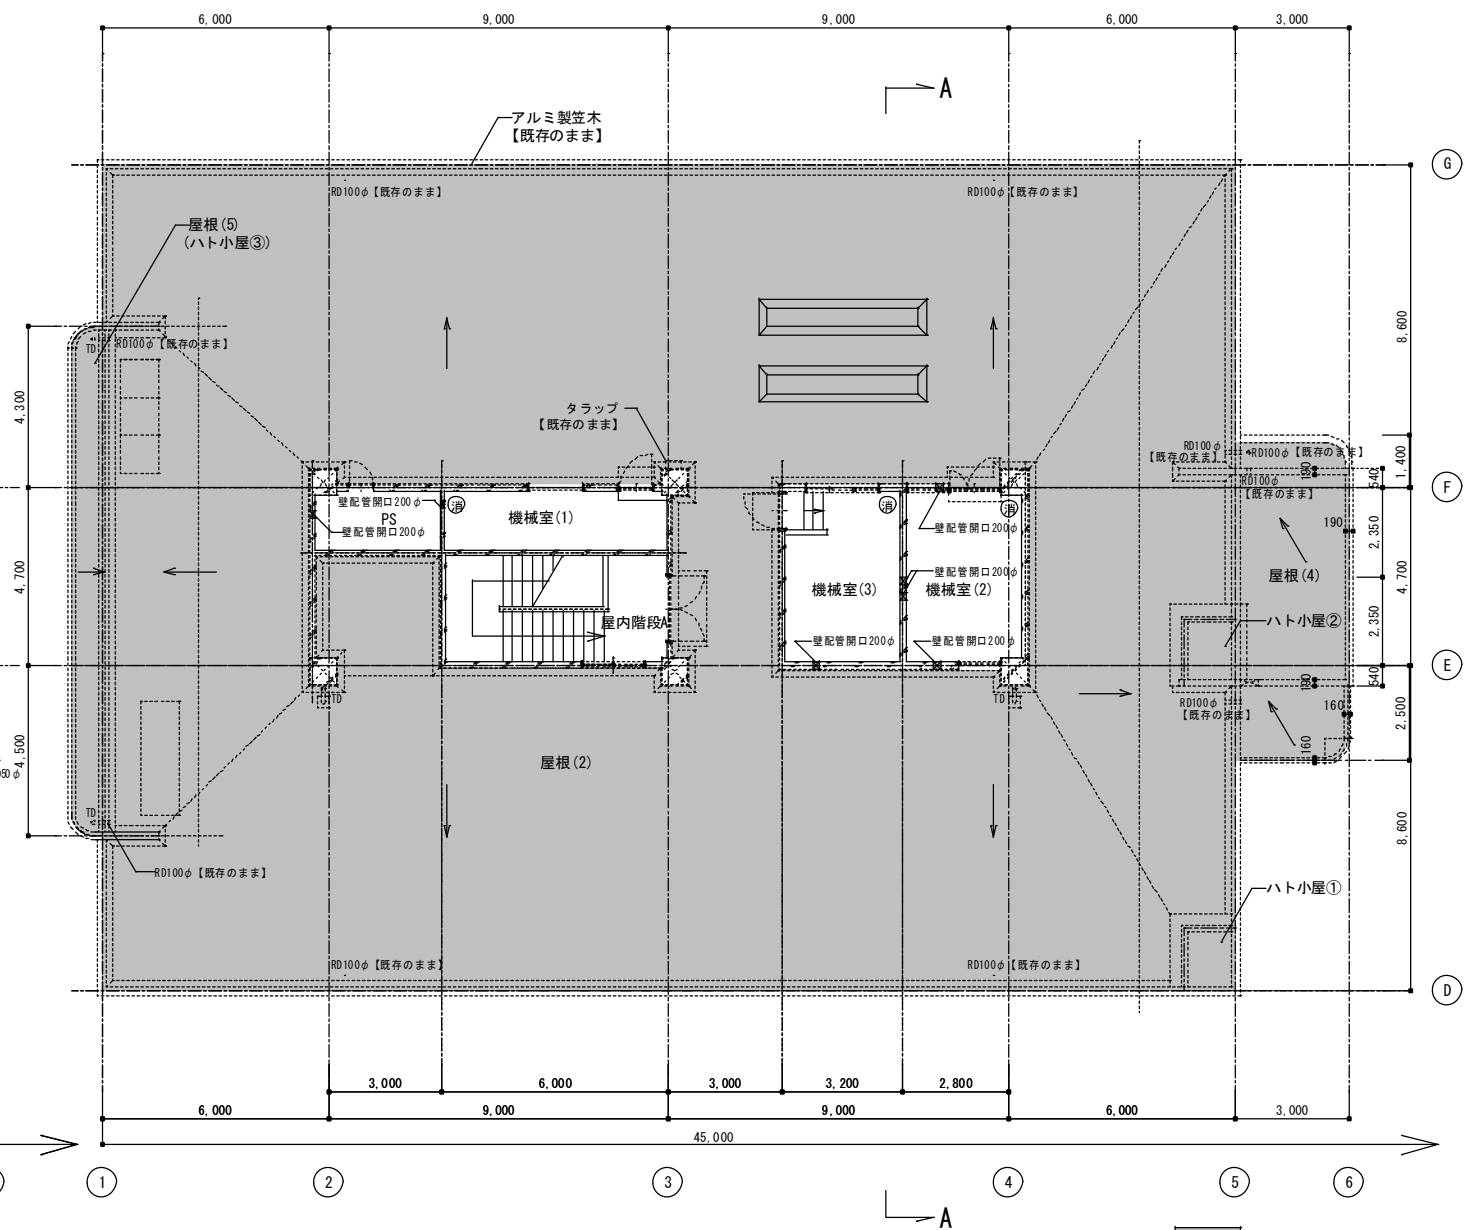 6,000
9,000
9,000
6,000
3,000
A
アルミ製笠木
【既存のまま】
G
RD100φ【既存のまま】
RD100φ【既存のまま】
屋根(5)
(ハト小屋③)
TD
RD100φ【既存のまま】
8,600
4,300
タラップ
【既存のまま】
RD100φ
【既存のまま】
RD100φ【既存のまま】
190
540
1,400
RD100φ
【既存のまま】
F
壁配管開口200φ
消
PS
壁配管開口200φ
機械室(1)
消
消
壁配管開口200φ
190
2,350
4,700
4,700
壁配管開口200φ
機械室(3)
機械室(2)
屋根(4)
屋内階段A
壁配管開口200φ
壁配管開口200φ
2,350
ハト小屋②
E
TD
TD
190
540
RD100φ
【既存のまま】
160
160
2,500
4,500
屋根(2)
TD
8,600
RD100φ【既存のまま】
ハト小屋①
RD100φ【既存のまま】
RD100φ【既存のまま】
D
3,000
6,000
3,000
3,200
2,800
6,000
9,000
9,000
6,000
3,000
45,000
1
2
3
4
5
6
A